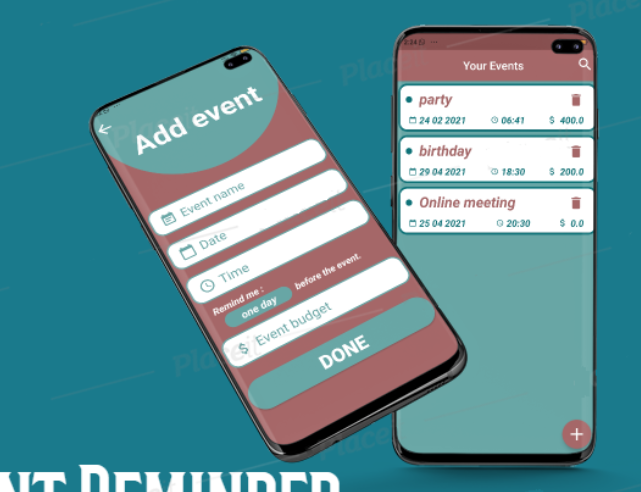 Add event
Event name
Date
Time
Remind me :
one day
before the event.
Event budget
DONE
Your Events
party
24 02 2021
06:41
$ 400.0
birthday
29 04 2021
18:30
$ 200.0
Online meeting
25 04 2021
20:30
$ 0.0
Placeit
NT REMINDER